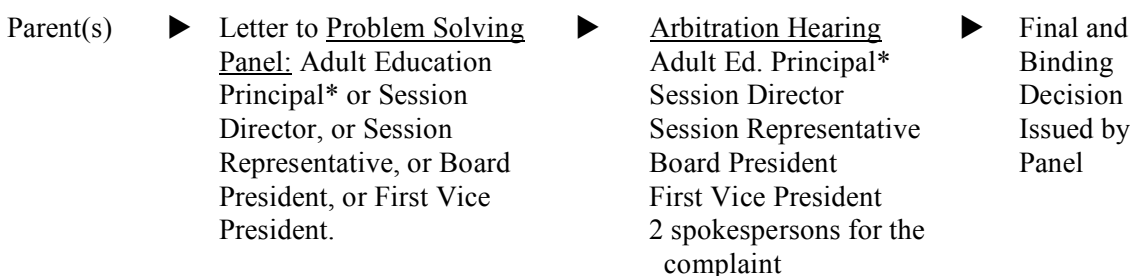 Parent(s) ► Letter to Problem Solving ► Arbitration Hearing ► Final and
Panel: Adult Education Adult Ed. Principal* Binding
Principal* or Session Session Director Decision
Director, or Session Session Representative Issued by
Representative, or Board Board President Panel
President, or First Vice First Vice President
President. 2 spokespersons for the
complaint